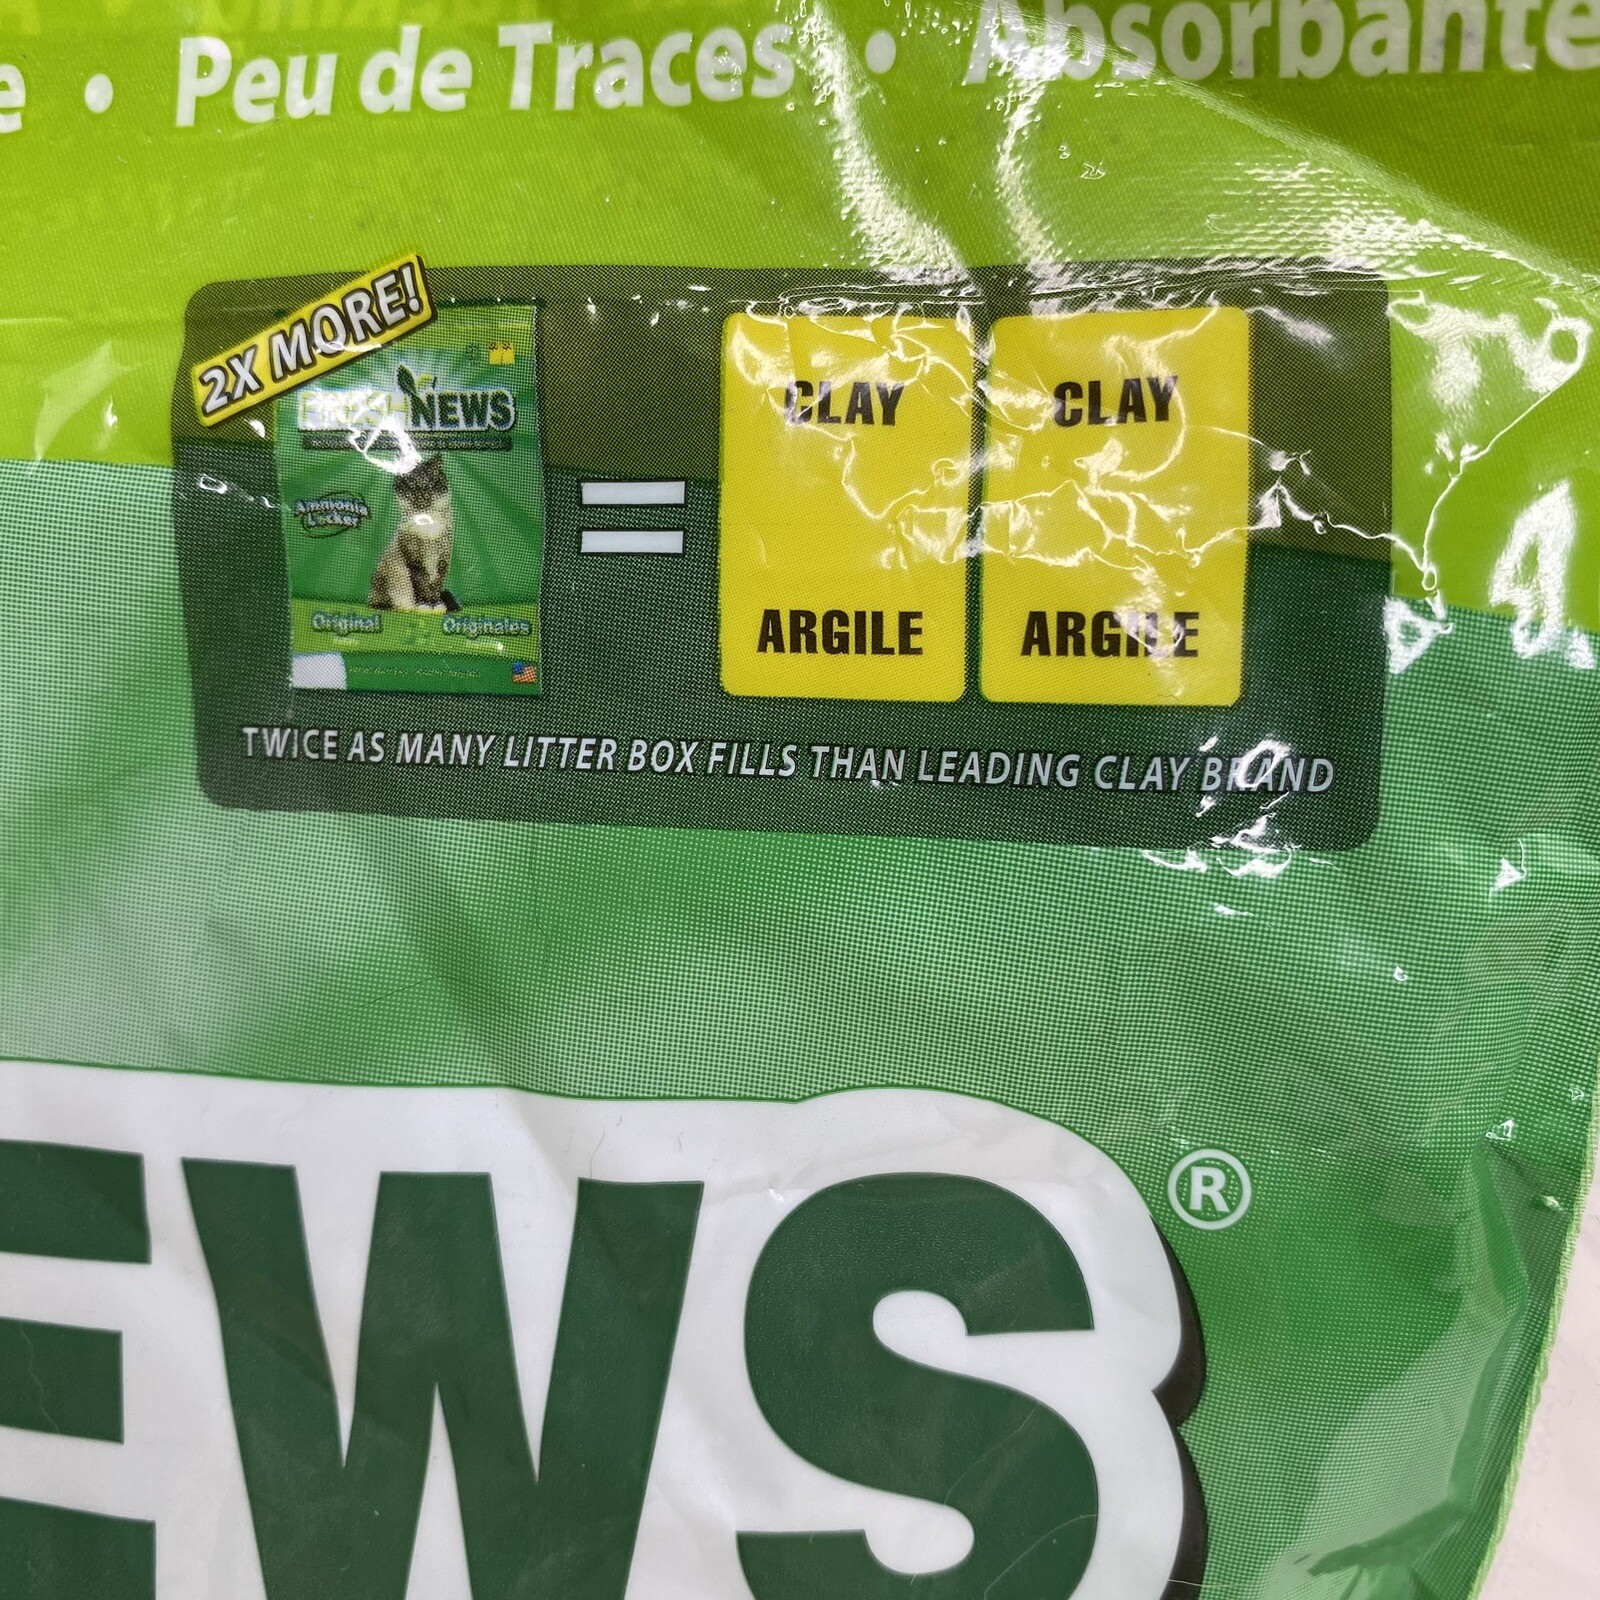 e • Peu de Traces • Absorbante
2X MORE!
FRESH NEWS
Ammonia
Locker
Original Originales
=
CLAY CLAY
ARGILE ARGILE
TWICE AS MANY LITTER BOX FILLS THAN LEADING CLAY BRAND
EWS®